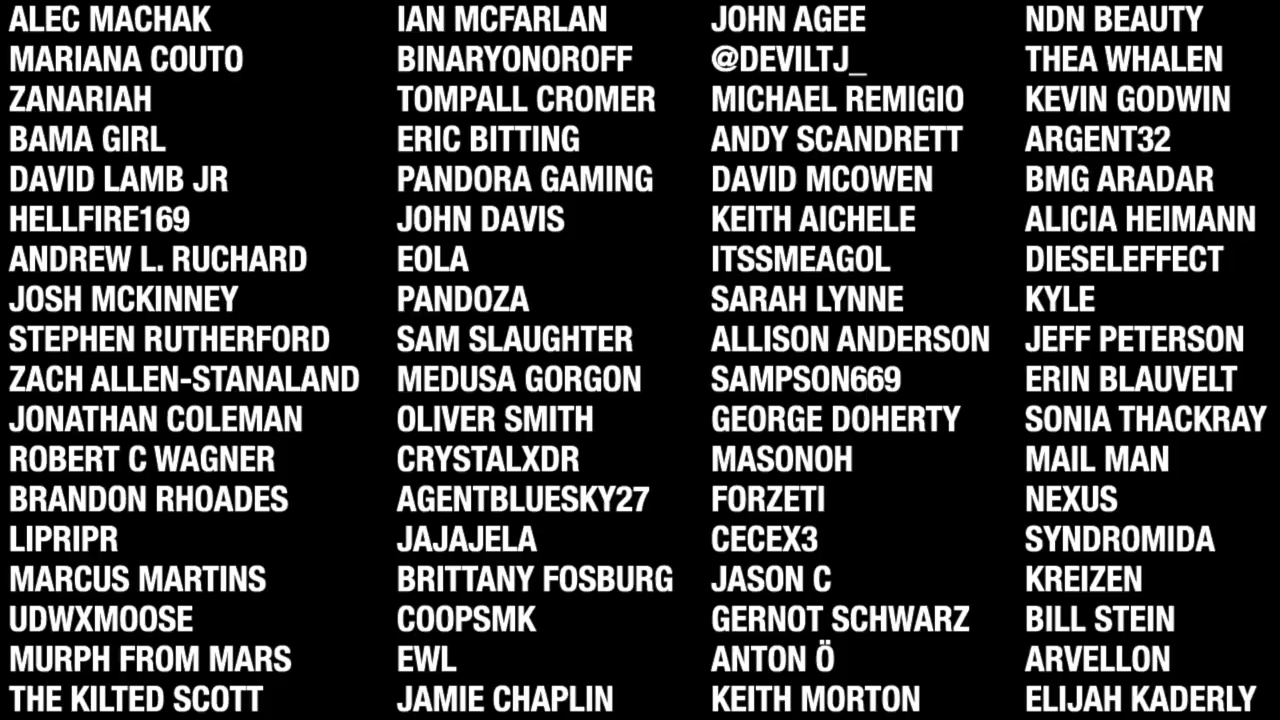 ALEC MACHAK
MARIANA COUTO
ZANARIAH
BAMA GIRL
DAVID LAMB JR
HELLFIRE169
ANDREW L. RUCHARD
JOSH MCKINNEY
STEPHEN RUTHERFORD
ZACH ALLEN-STANALAND
JONATHAN COLEMAN
ROBERT C WAGNER
BRANDON RHOADES
LIPRIPR
MARCUS MARTINS
UDWXMOOSE
MURPH FROM MARS
THE KILTED SCOTT
IAN MCFARLAN
BINARYONOROFF
TOMPALL CROMER
ERIC BITTING
PANDORA GAMING
JOHN DAVIS
EOLA
PANDOZA
SAM SLAUGHTER
MEDUSA GORGON
OLIVER SMITH
CRYSTALXDR
AGENTBLUESKY27
JAJAJELA
BRITTANY FOSBURG
COOPSMK
EWL
JAMIE CHAPLIN
JOHN AGEE
@DEVILTJ_
MICHAEL REMIGIO
ANDY SCANDRETT
DAVID MCOWEN
KEITH AICHELE
ITSSMEAGOL
SARAH LYNNE
ALLISON ANDERSON
SAMPSON669
GEORGE DOHERTY
MASONOH
FORZETI
CECEX3
JASON C
GERNOT SCHWARZ
ANTON Ö
KEITH MORTON
NDN BEAUTY
THEA WHALEN
KEVIN GODWIN
ARGENT32
BMG ARADAR
ALICIA HEIMANN
DIESELEFFECT
KYLE
JEFF PETERSON
ERIN BLAUVELT
SONIA THACKRAY
MAIL MAN
NEXUS
SYNDROMIDA
KREIZEN
BILL STEIN
ARVELLON
ELIJAH KADERLY